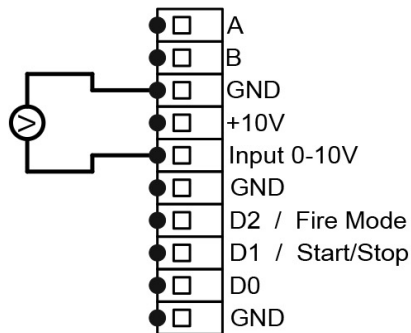 A
B
GND
+10V
V
Input 0-10V
GND
D2 / Fire Mode
D1 / Start/Stop
D0
GND